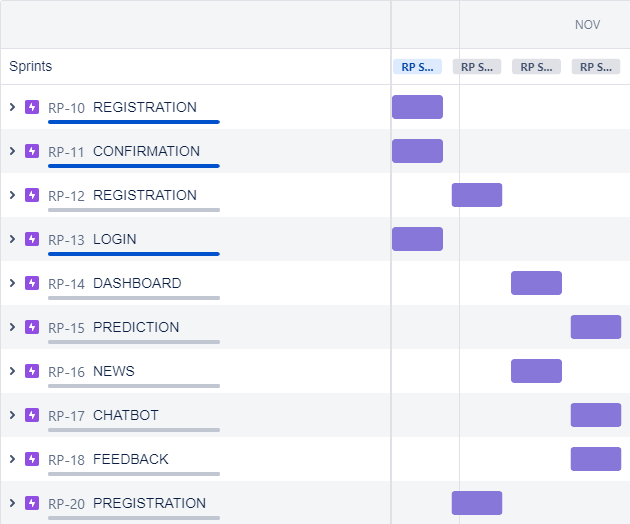 NOV
Sprints RP S... RP S... RP S... RP S...
RP-10 REGISTRATION
RP-11 CONFIRMATION
RP-12 REGISTRATION
RP-13 LOGIN
RP-14 DASHBOARD
RP-15 PREDICTION
RP-16 NEWS
RP-17 CHATBOT
RP-18 FEEDBACK
RP-20 PREGISTRATION